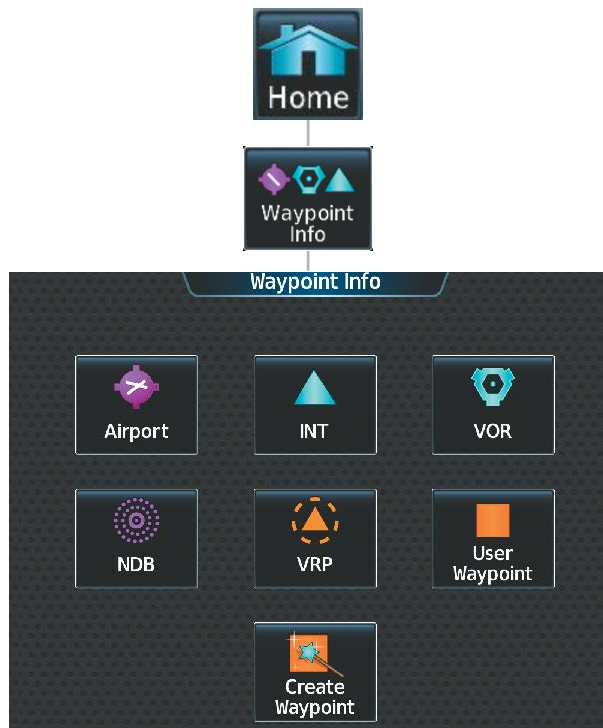 Home
Waypoint
Info
Waypoint Info
Airport
INT
VOR
NDB
VRP
User
Waypoint
Create
Waypoint